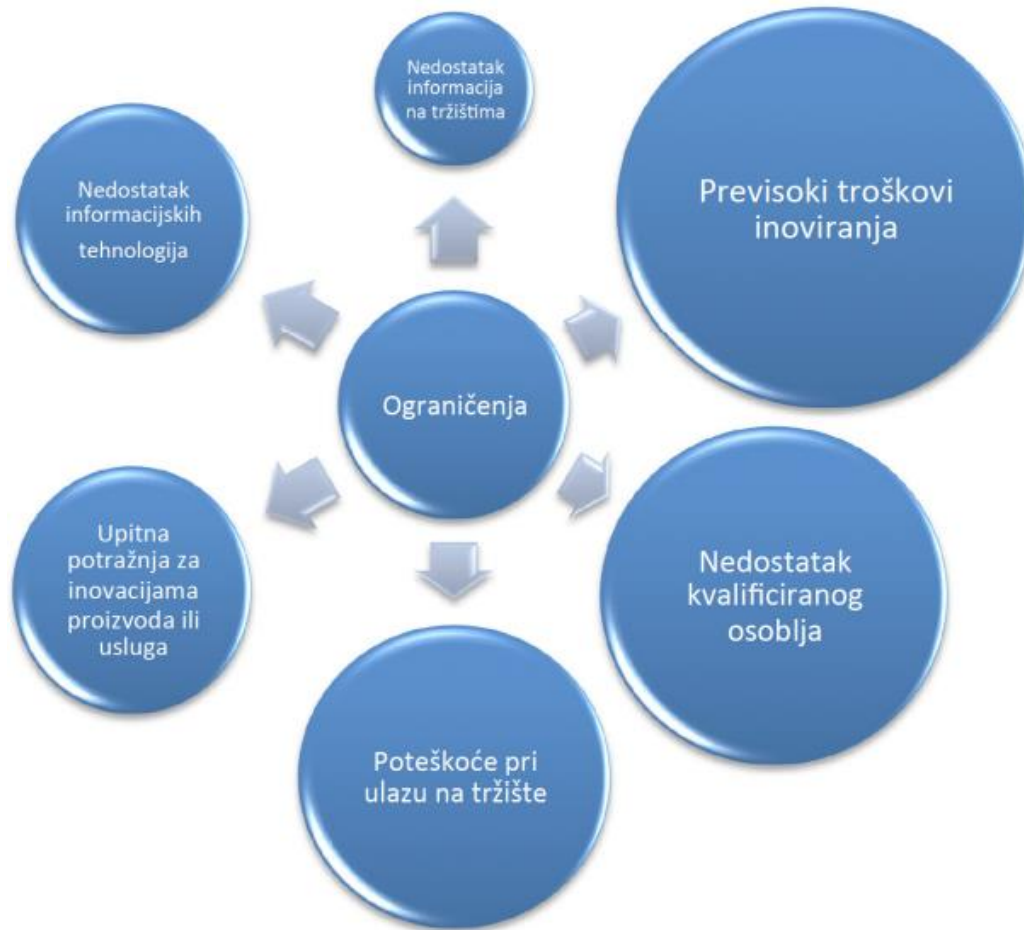 Nedostatak
informacija
na tržištima
Previsoki troškovi
inoviranja
Nedostatak
informacijskih
tehnologija
Ograničenja
Upitna
potražnja za
inovacijama
proizvoda ili
usluga
Nedostatak
kvalificiranog
osoblja
Poteškoće pri
ulazu na tržište